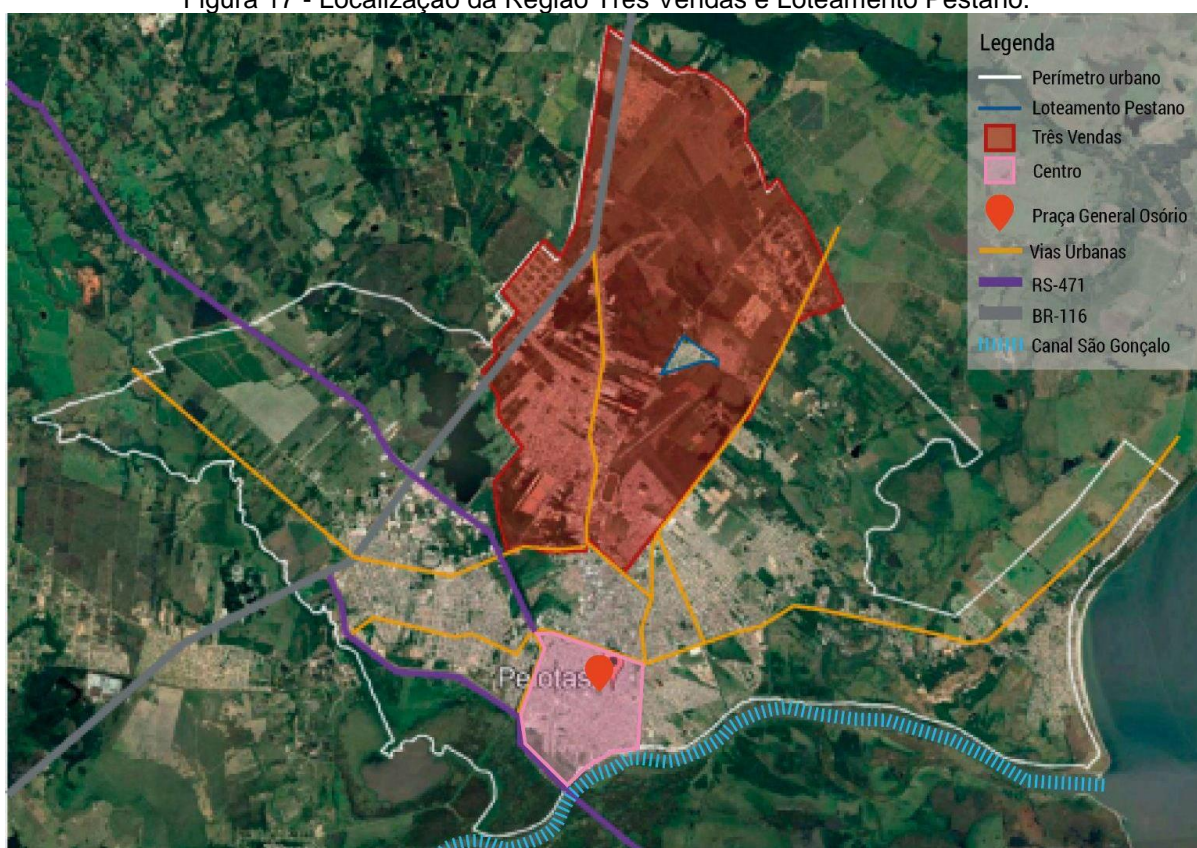 Figura 17 - Localização da Região Três Vendas e Loteamento Pestano.
Legenda
Perímetro urbano
Loteamento Pestano
Três Vendas
Centro
Praça General Osório
Vias Urbanas
RS-471
BR-116
Canal São Gonçalo
Pelotas